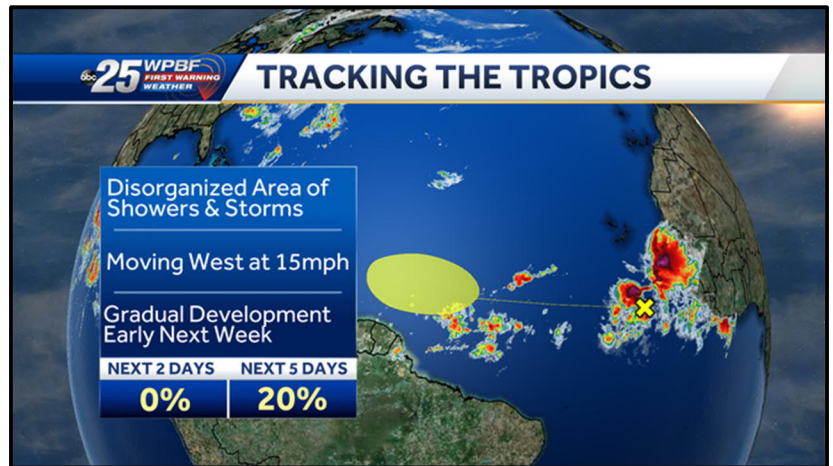 abc 25 WPBF
FIRST WARNING
WEATHER
TRACKING THE TROPICS
Disorganized Area of
Showers & Storms
Moving West at 15mph
Gradual Development
Early Next Week
NEXT 2 DAYS NEXT 5 DAYS
0% 20%